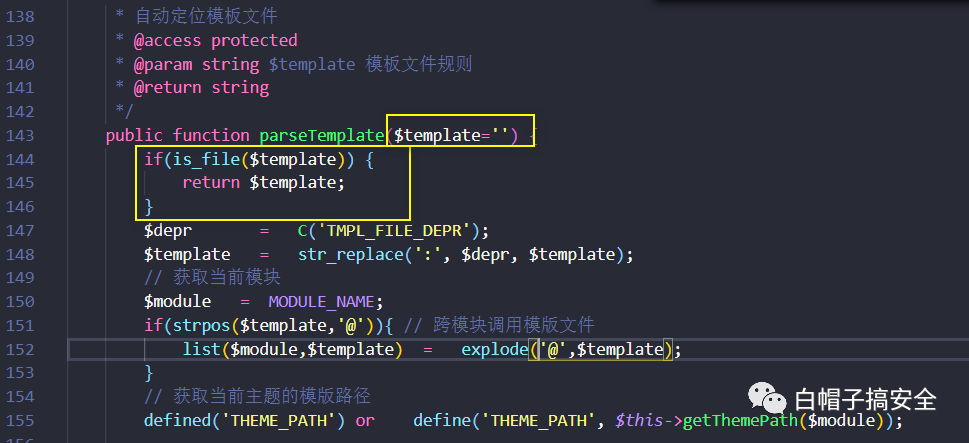 138 * 自动定位模板文件
139 * @access protected
140 * @param string $template 模板文件规则
141 * @return string
142 */
143 public function parseTemplate($template='') {
144 if(is_file($template)) {
145 return $template;
146 }
147 $depr = C('TMPL_FILE_DEPR');
148 $template = str_replace(':', $depr, $template);
149 // 获取当前模块
150 $module = MODULE_NAME;
151 if(strpos($template,'@')){ // 跨模块调用模版文件
152 list($module,$template) = explode('@',$template);
153 }
154 // 获取当前主题的模版路径
155 defined('THEME_PATH') or define('THEME_PATH', $this->getThemePath($module));
白帽子搞安全